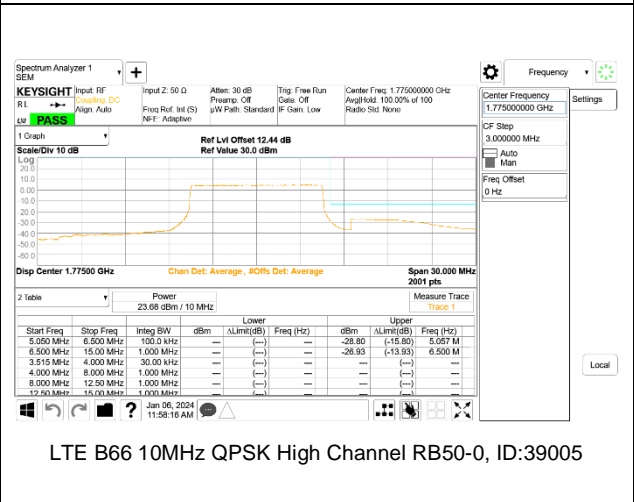 Spectrum Analyzer 1
SEM
Frequency
KEYSIGHT
Input: RF
Coupling: DC
Align: Auto
Input Z: 50 Ω
Freq Ref: Int (S)
NFE: Adaptive
Atten: 30 dB
Preamp: Off
µW Path: Standard
Trig: Free Run
Gate: Off
IF Gain: Low
Center Freq: 1.775000000 GHz
Avg|Hold: 100.00% of 100
Radio Std: None
PASS
Center Frequency
1.775000000 GHz
Settings
CF Step
3.000000 MHz
Auto
Man
Freq Offset
0 Hz
Local
1 Graph
Scale/Div 10 dB
Ref Lvl Offset 12.44 dB
Ref Value 30.0 dBm
Log
20.0
10.0
0.00
-10.0
-20.0
-30.0
-40.0
-50.0
-60.0
Disp Center 1.77500 GHz
Chan Det: Average , #Offs Det: Average
Span 30.000 MHz
2001 pts
2 Table
Power
23.68 dBm / 10 MHz
Measure Trace
Trace 1
Lower Upper
Start Freq Stop Freq Integ BW dBm ΔLimit(dB) Freq (Hz) dBm ΔLimit(dB) Freq (Hz)
5.050 MHz 6.500 MHz 100.0 kHz --- (---) --- -28.80 (-15.80) 5.057 M
6.500 MHz 15.00 MHz 1.000 MHz --- (---) --- -26.93 (-13.93) 6.500 M
3.515 MHz 4.000 MHz 30.00 kHz --- (---) --- --- (---) ---
4.000 MHz 8.000 MHz 1.000 MHz --- (---) --- --- (---) ---
8.000 MHz 12.50 MHz 1.000 MHz --- (---) --- --- (---) ---
12.50 MHz 15.00 MHz 1.000 MHz --- (---) --- --- (---) ---
Jan 06, 2024
11:58:16 AM
LTE B66 10MHz QPSK High Channel RB50-0, ID:39005